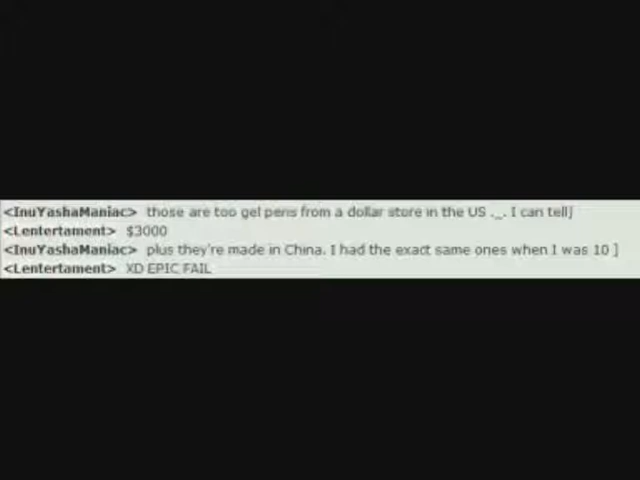 <InuYashaManiac> those are too gel pens from a dollar store in the US ._. I can tell]
<Lentertament> $3000
<InuYashaManiac> plus they're made in China. I had the exact same ones when I was 10 ]
<Lentertament> XD EPIC FAIL